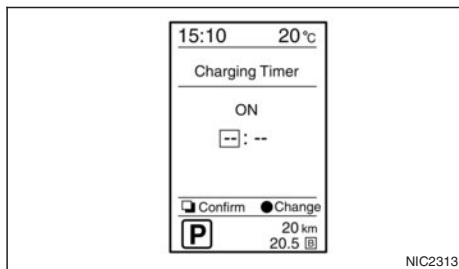 15:10 20°C
Charging Timer
ON
--: --
Confirm ●Change
P
20 km
20.5 B
NIC2313